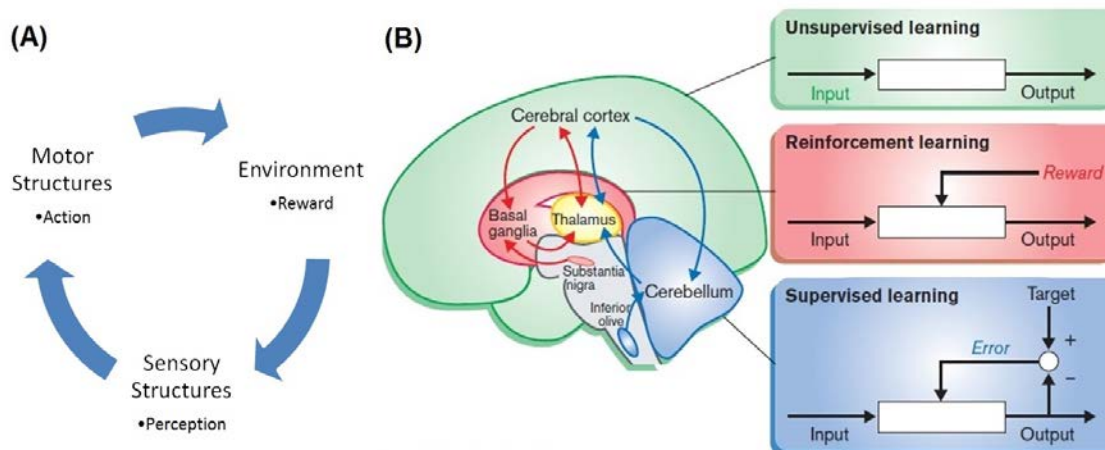 (A)
Motor
Structures
•Action
Environment
•Reward
Sensory
Structures
•Perception
(B)
Cerebral cortex
Basal
ganglia
Thalamus
Substantia
nigra
Inferior
olive
Cerebellum
Unsupervised learning
Input
Output
Reinforcement learning
Reward
Input
Output
Supervised learning
Target
+
Error
−
Input
Output